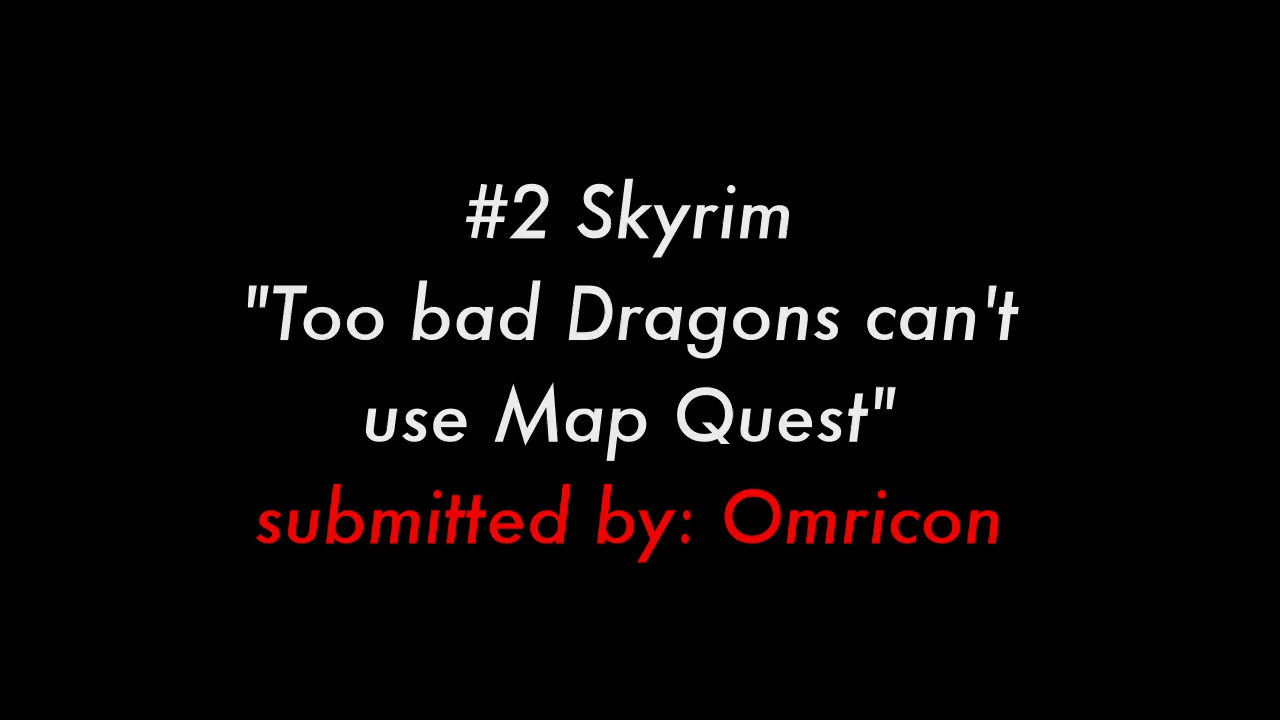 #2 Skyrim
"Too bad Dragons can't
use Map Quest"
submitted by: Omricon